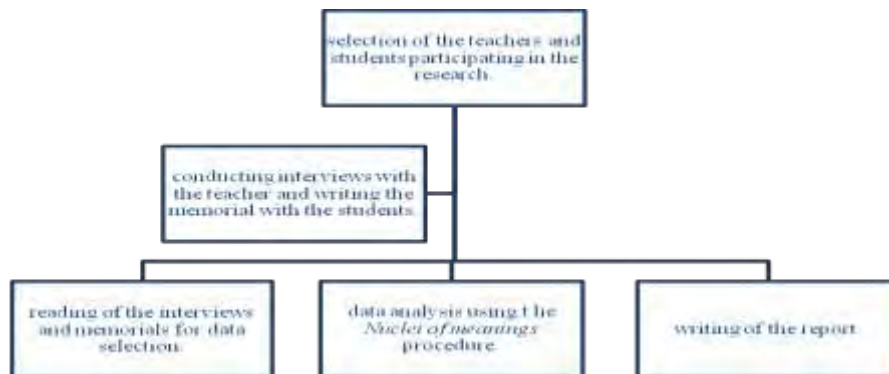 selection of the teachers and
students participating in the
research.
conducting interviews with
the teacher and writing the
memorial with the students.
reading of the interviews
and memorials for data
selection.
data analysis using t he
Nuclei of meanings
procedure
writing of the report